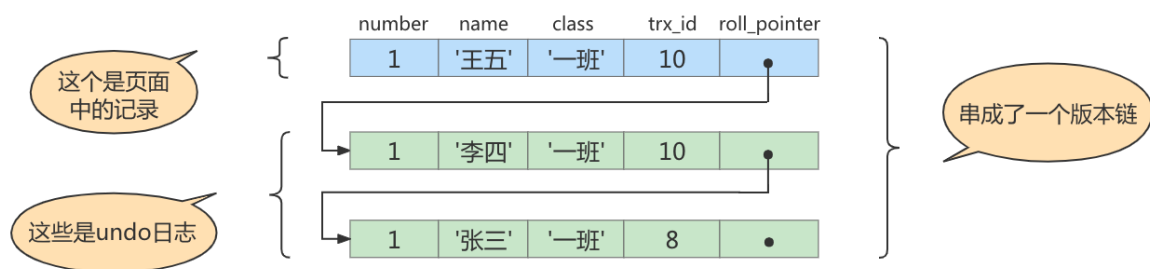 number name class trx_id roll_pointer
1 '王五' '一班' 10
这个是页面
中的记录
串成了一个版本链
1 '李四' '一班' 10
这些是undo日志
1 '张三' '一班' 8